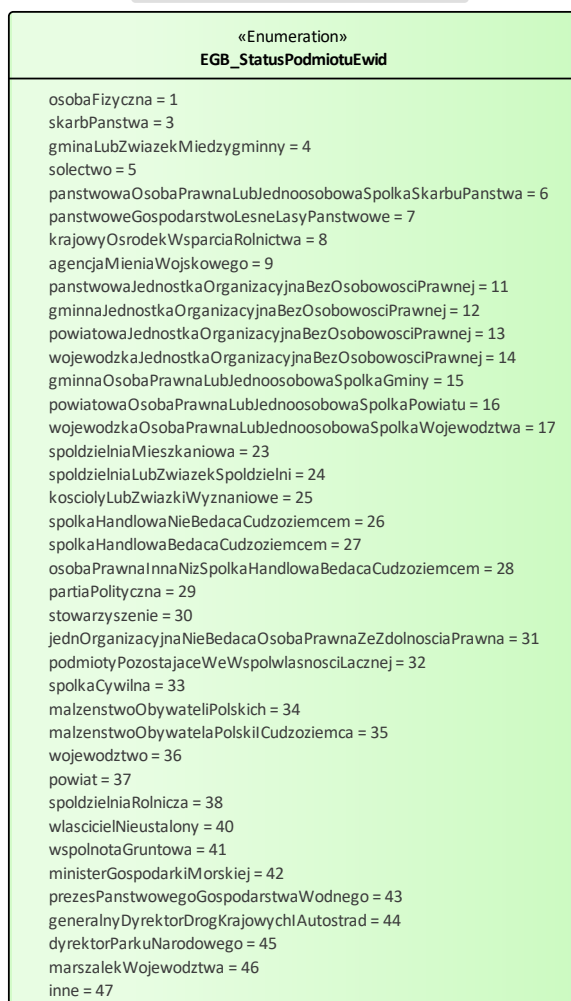 «Enumeration»
EGB_StatusPodmiotuEwid
osobaFizyczna = 1
skarbPanstwa = 3
gminaLubZwiazekMiedzygminny = 4
solectwo = 5
panstwowaOsobaPrawnaLubJednoosobowaSpolkaSkarbuPanstwa = 6
panstwoweGospodarstwoLesneLasyPanstwowe = 7
krajowyOsrodekWsparciaRolnictwa = 8
agencjaMieniaWojskowego = 9
panstwowaJednostkaOrganizacyjnaBezOsobowosciPrawnej = 11
gminnaJednostkaOrganizacyjnaBezOsobowosciPrawnej = 12
powiatowaJednostkaOrganizacyjnaBezOsobowosciPrawnej = 13
wojewodzkaJednostkaOrganizacyjnaBezOsobowosciPrawnej = 14
gminnaOsobaPrawnaLubJednoosobowaSpolkaGminy = 15
powiatowaOsobaPrawnaLubJednoosobowaSpolkaPowiatu = 16
wojewodzkaOsobaPrawnaLubJednoosobowaSpolkaWojewodztwa = 17
spoldzielniaMieszkaniowa = 23
spoldzielniaLubZwiazekSpoldzielni = 24
kosciolyLubZwiazkiWyznaniowe = 25
spolkaHandlowaNieBedacaCudzoziemcem = 26
spolkaHandlowaBedacaCudzoziemcem = 27
osobaPrawnaInnaNizSpolkaHandlowaBedacaCudzoziemcem = 28
partiaPolityczna = 29
stowarzyszenie = 30
jednOrganizacyjnaNieBedacaOsobaPrawnaZeZdolnosciaPrawna = 31
podmiotyPozostajaceWeWspolwlasnosciLacznej = 32
spolkaCywilna = 33
malzenstwoObywateliPolskich = 34
malzenstwoObywatelaPolskiICudzoziemca = 35
wojewodztwo = 36
powiat = 37
spoldzielniaRolnicza = 38
wlascicielNieustalony = 40
wspolnotaGruntowa = 41
ministerGospodarkiMorskiej = 42
prezesPanstwowegoGospodarstwaWodnego = 43
generalnyDyrektorDrogKrajowychIAutostrad = 44
dyrektorParkuNarodowego = 45
marszalekWojewodztwa = 46
inne = 47